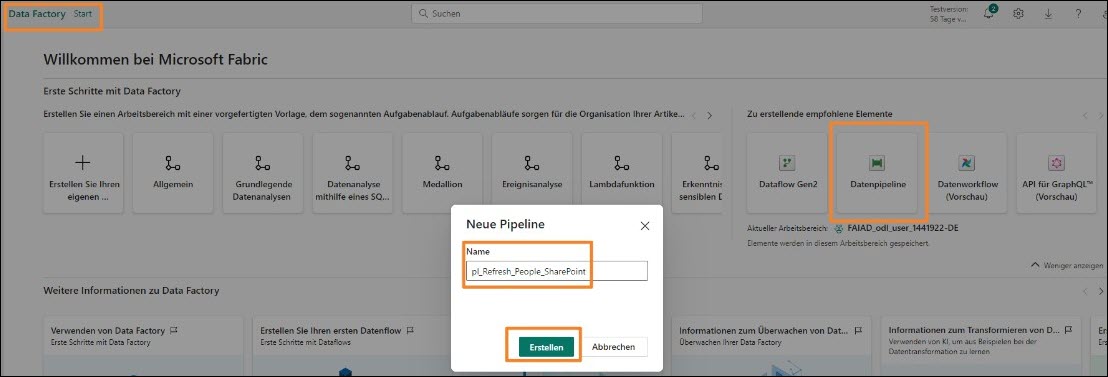 Data Factory Start
Suchen
Testversion:
58 Tage v...
2
?
Willkommen bei Microsoft Fabric
Erste Schritte mit Data Factory
Erstellen Sie einen Arbeitsbereich mit einer vorgefertigten Vorlage, dem sogenannten Aufgabenablauf. Aufgabenabläufe sorgen für die Organisation Ihrer Artike...
Zu erstellende empfohlene Elemente
Erstellen Sie Ihren
eigenen ...
Allgemein
Grundlegende
Datenanalysen
Datenanalyse
mithilfe eines SQ...
Medallion
Ereignisanalyse
Lambdafunktion
Erkenntnis
sensiblen D
Dataflow Gen2
Datenpipeline
Datenworkflow
(Vorschau)
API für GraphQL™
(Vorschau)
Aktueller Arbeitsbereich: FAIAD_odl_user_1441922-DE
Elemente werden in diesem Arbeitsbereich gespeichert.
Weniger anzeigen
Neue Pipeline
Name
pl_Refresh_People_SharePoint
Erstellen
Abbrechen
Weitere Informationen zu Data Factory
Verwenden von Data Factory
Erste Schritte mit Data Factory
Erstellen Sie Ihren ersten Datenflow
Erste Schritte mit Dataflows
Informationen zum Überwachen von Dat...
Überwachen Ihrer Data Factory
Informationen zum Transformieren von D...
Verwenden von KI, um aus Beispielen bei der
Datentransformation zu lernen